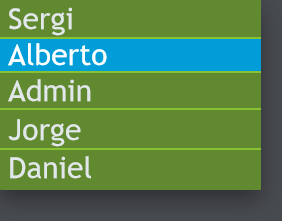 Sergi
Alberto
Admin
Jorge
Daniel